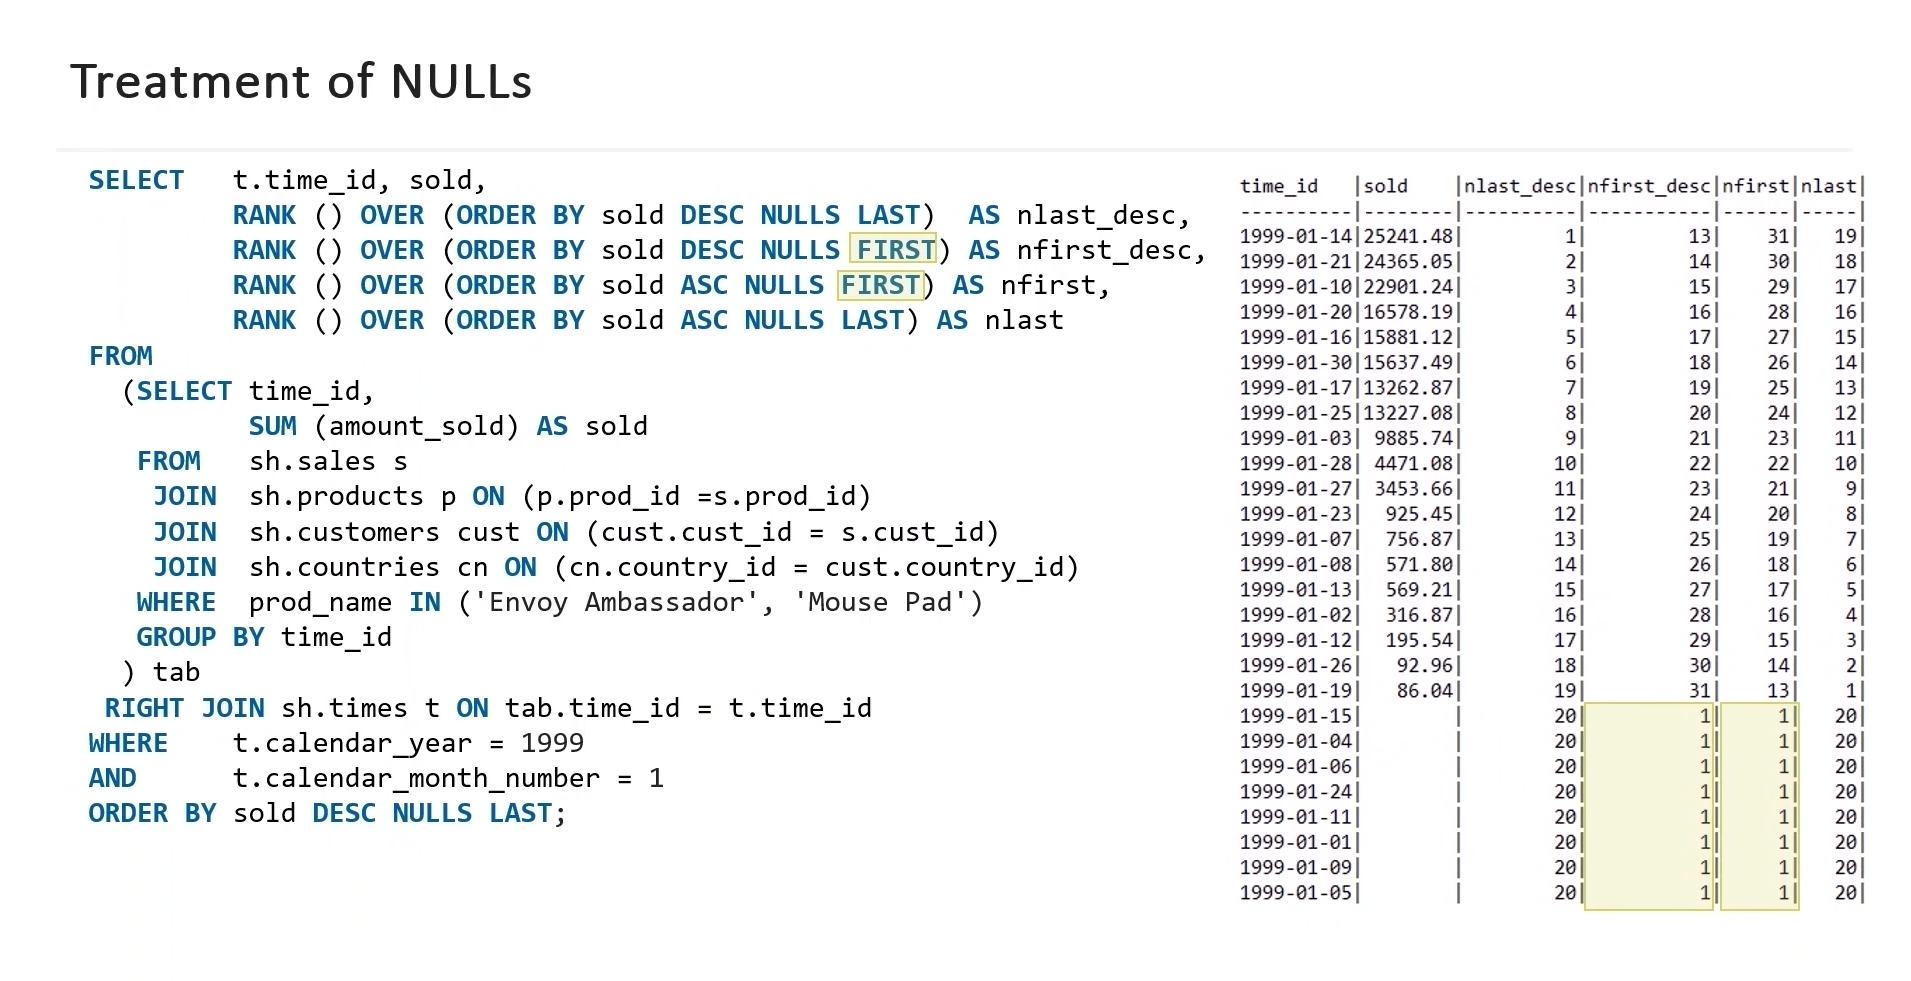 Treatment of NULLs
SELECT   t.time_id, sold,
         RANK () OVER (ORDER BY sold DESC NULLS LAST)  AS nlast_desc,
         RANK () OVER (ORDER BY sold DESC NULLS FIRST) AS nfirst_desc,
         RANK () OVER (ORDER BY sold ASC NULLS FIRST) AS nfirst,
         RANK () OVER (ORDER BY sold ASC NULLS LAST) AS nlast
FROM
  (SELECT time_id,
          SUM (amount_sold) AS sold
   FROM   sh.sales s
    JOIN  sh.products p ON (p.prod_id =s.prod_id)
    JOIN  sh.customers cust ON (cust.cust_id = s.cust_id)
    JOIN  sh.countries cn ON (cn.country_id = cust.country_id)
   WHERE  prod_name IN ('Envoy Ambassador', 'Mouse Pad')
   GROUP BY time_id
  ) tab
 RIGHT JOIN sh.times t ON tab.time_id = t.time_id
WHERE    t.calendar_year = 1999
AND      t.calendar_month_number = 1
ORDER BY sold DESC NULLS LAST;
time_id   |sold    |nlast_desc|nfirst_desc|nfirst|nlast|
----------|--------|----------|-----------|------|-----|
1999-01-14|25241.48|         1|         13|    31|   19|
1999-01-21|24365.05|         2|         14|    30|   18|
1999-01-10|22901.24|         3|         15|    29|   17|
1999-01-20|16578.19|         4|         16|    28|   16|
1999-01-16|15881.12|         5|         17|    27|   15|
1999-01-30|15637.49|         6|         18|    26|   14|
1999-01-17|13262.87|         7|         19|    25|   13|
1999-01-25|13227.08|         8|         20|    24|   12|
1999-01-03| 9885.74|         9|         21|    23|   11|
1999-01-28| 4471.08|        10|         22|    22|   10|
1999-01-27| 3453.66|        11|         23|    21|    9|
1999-01-23|  925.45|        12|         24|    20|    8|
1999-01-07|  756.87|        13|         25|    19|    7|
1999-01-08|  571.80|        14|         26|    18|    6|
1999-01-13|  569.21|        15|         27|    17|    5|
1999-01-02|  316.87|        16|         28|    16|    4|
1999-01-12|  195.54|        17|         29|    15|    3|
1999-01-26|   92.96|        18|         30|    14|    2|
1999-01-19|   86.04|        19|         31|    13|    1|
1999-01-15|        |        20|          1|     1|   20|
1999-01-04|        |        20|          1|     1|   20|
1999-01-06|        |        20|          1|     1|   20|
1999-01-24|        |        20|          1|     1|   20|
1999-01-11|        |        20|          1|     1|   20|
1999-01-01|        |        20|          1|     1|   20|
1999-01-09|        |        20|          1|     1|   20|
1999-01-05|        |        20|          1|     1|   20|